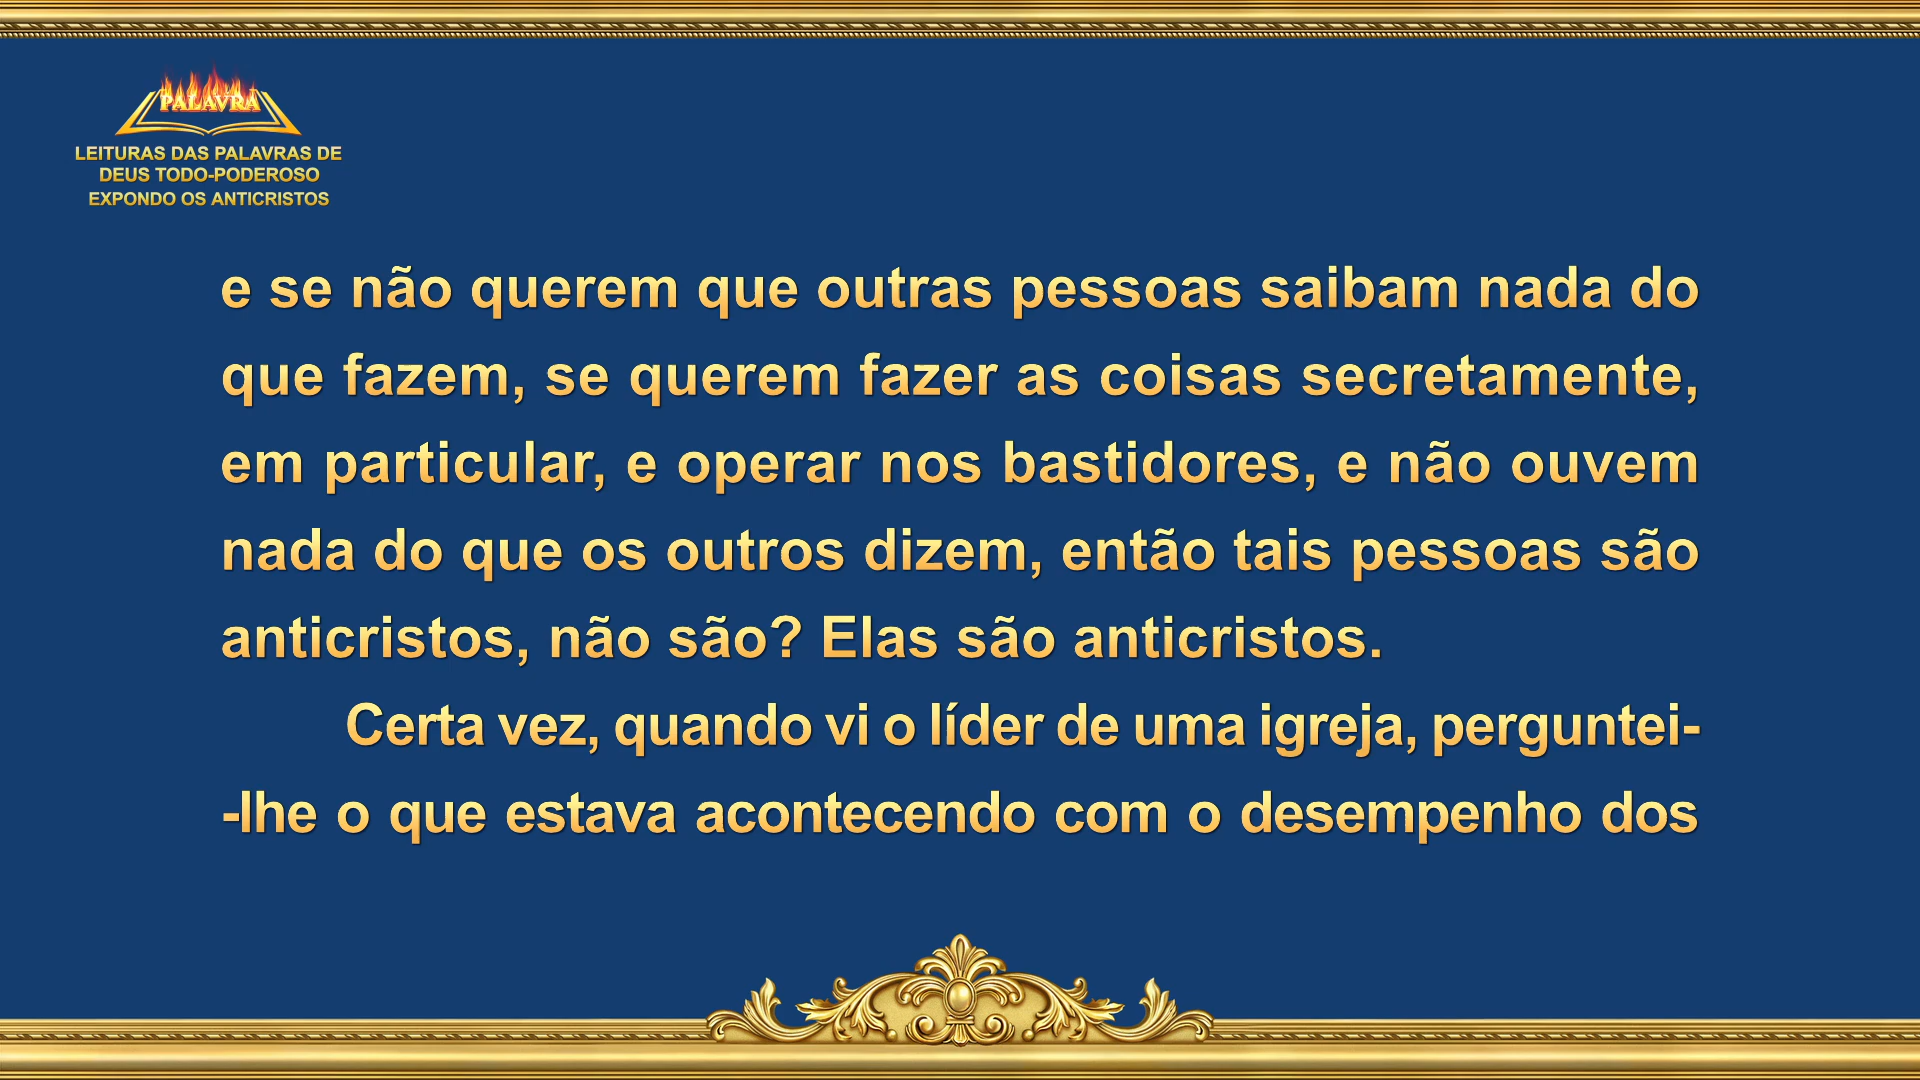 PALAVRA
LEITURAS DAS PALAVRAS DE
DEUS TODO-PODEROSO
EXPONDO OS ANTICRISTOS
e se não querem que outras pessoas saibam nada do
que fazem, se querem fazer as coisas secretamente,
em particular, e operar nos bastidores, e não ouvem
nada do que os outros dizem, então tais pessoas são
anticristos, não são? Elas são anticristos.
Certa vez, quando vi o líder de uma igreja, perguntei-
-lhe o que estava acontecendo com o desempenho dos